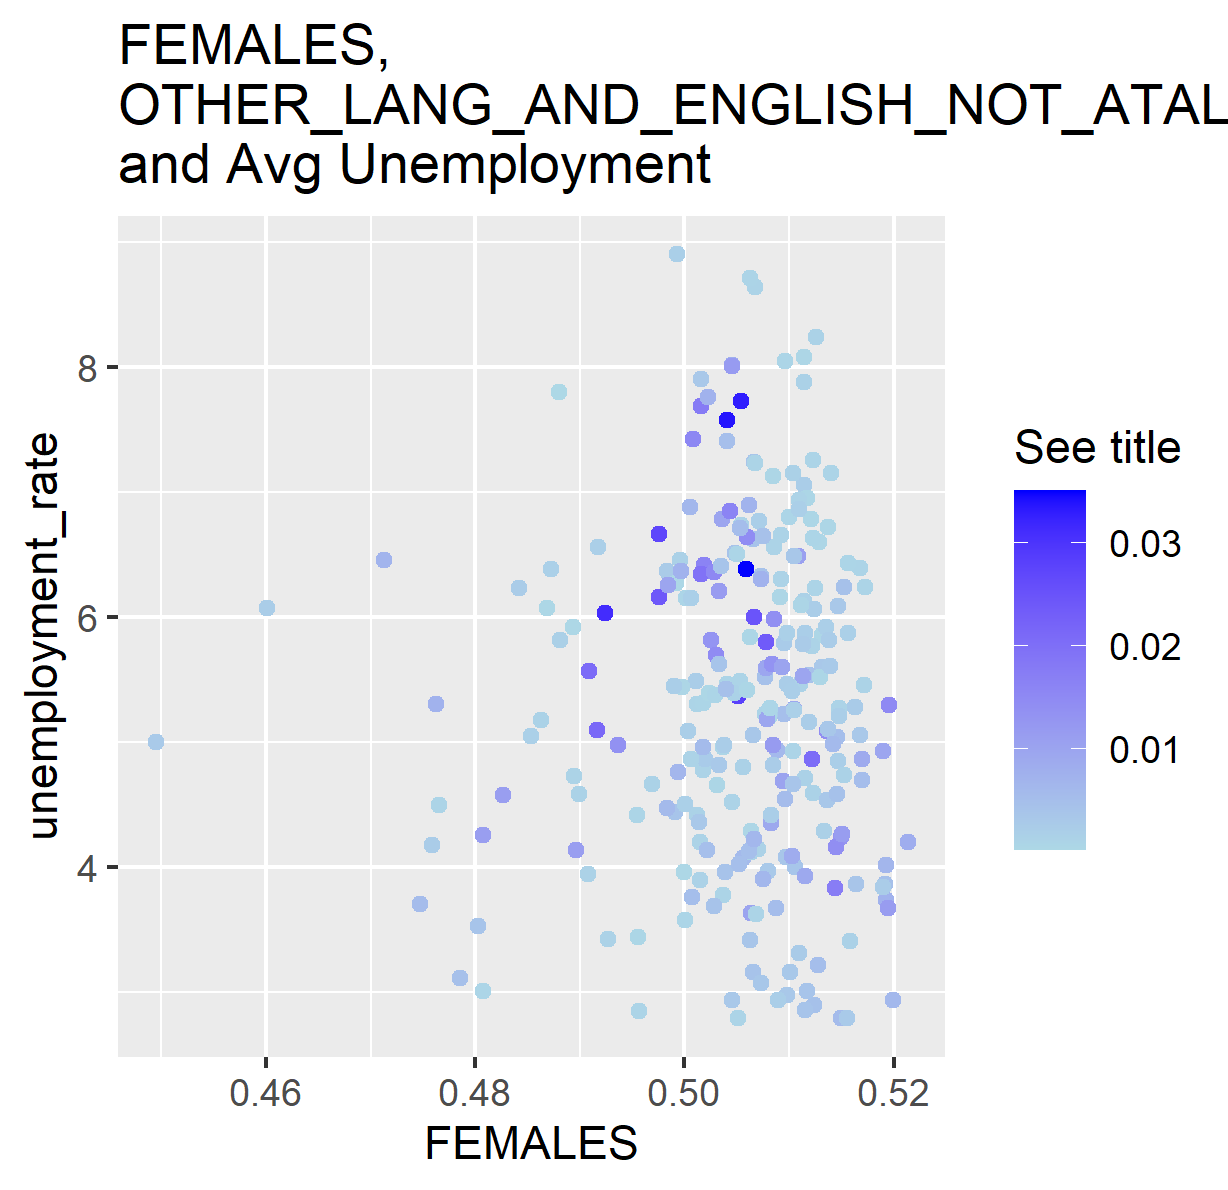 FEMALES,
OTHER_LANG_AND_ENGLISH_NOT_ATAL
and Avg Unemployment
unemployment_rate
8
6
4
0.46 0.48 0.50 0.52
FEMALES
See title
0.03
0.02
0.01